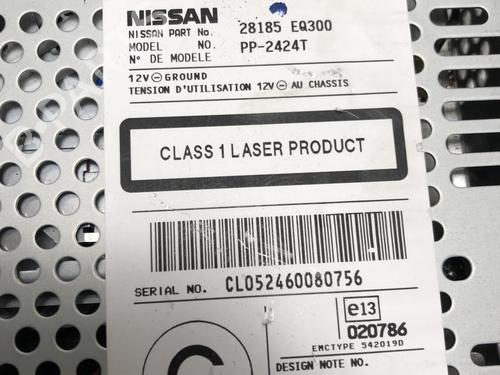 NISSAN
NISSAN PART No. 28185 EQ300
MODEL NO. PP-2424T
N° DE MODELE
12V ⊖ GROUND
TENSION D'UTILISATION 12V ⊖ AU CHASSIS
CLASS 1 LASER PRODUCT
SERIAL NO. CL052460080756
e13
020786
EMCTYPE 542019D
DESIGN NOTE NO.
C